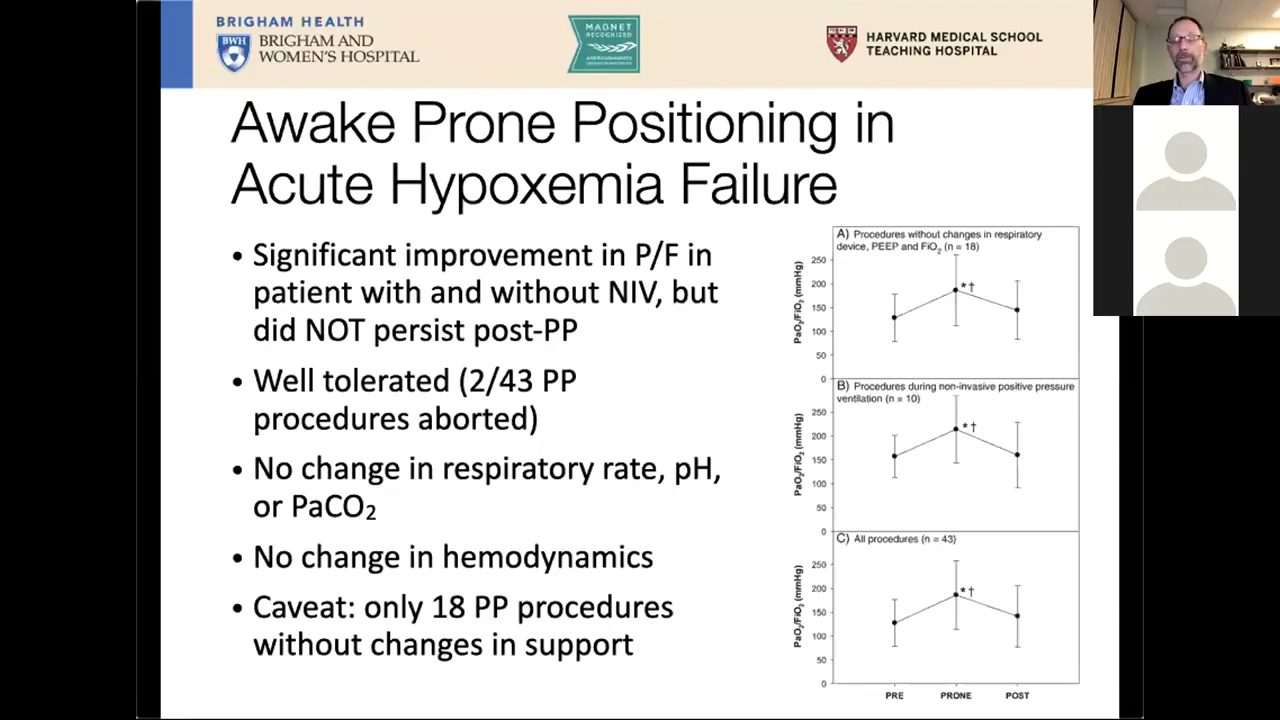 BRIGHAM HEALTH
BWH
BRIGHAM AND
WOMEN'S HOSPITAL
MAGNET
RECOGNIZED
HARVARD MEDICAL SCHOOL
TEACHING HOSPITAL
Awake Prone Positioning in
Acute Hypoxemia Failure
• Significant improvement in P/F in
patient with and without NIV, but
did NOT persist post-PP
• Well tolerated (2/43 PP
procedures aborted)
• No change in respiratory rate, pH,
or PaCO₂
• No change in hemodynamics
• Caveat: only 18 PP procedures
without changes in support
A) Procedures without changes in respiratory
device, PEEP and FiO₂ (n = 18)
PaO₂/FiO₂ (mmHg)
250
200
150
100
50
0
*†
B) Procedures during non-invasive positive pressure
ventilation (n = 10)
PaO₂/FiO₂ (mmHg)
250
200
150
100
50
0
*†
C) All procedures (n = 43)
PaO₂/FiO₂ (mmHg)
250
200
150
100
50
0
*†
PRE PRONE POST